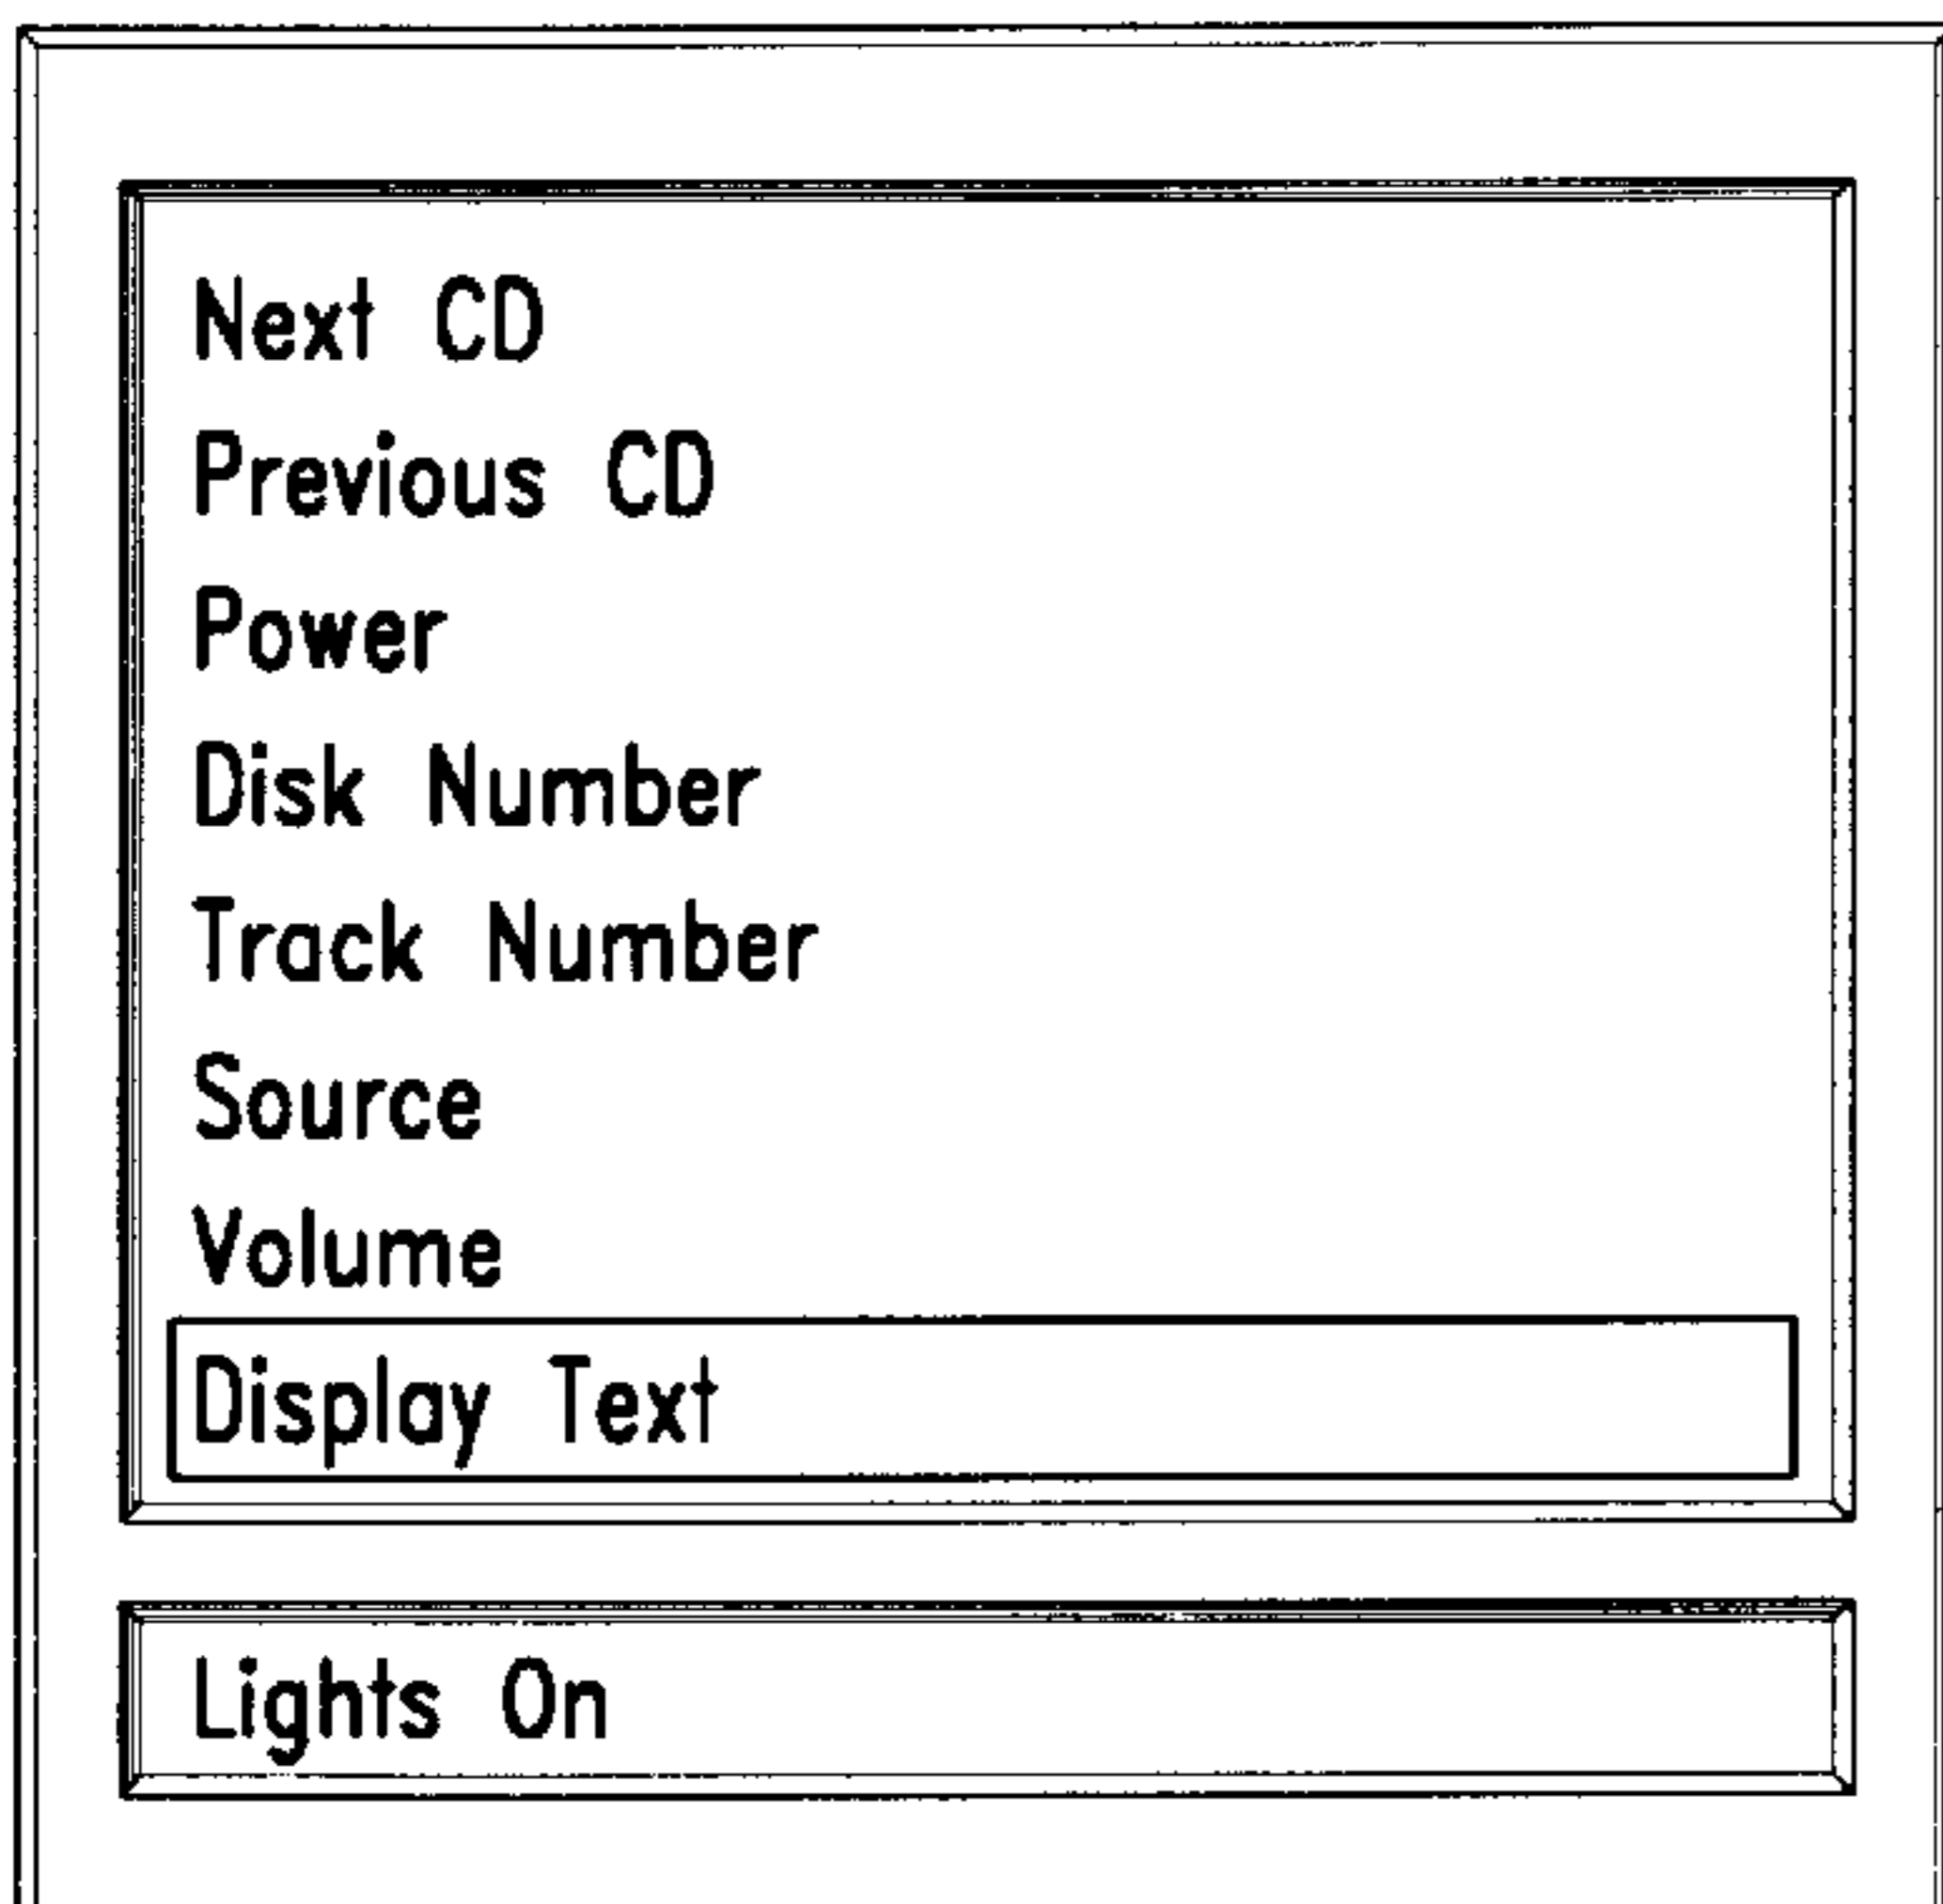 Next CD
Previous CD
Power
Disk Number
Track Number
Source
Volume
Display Text
Lights On